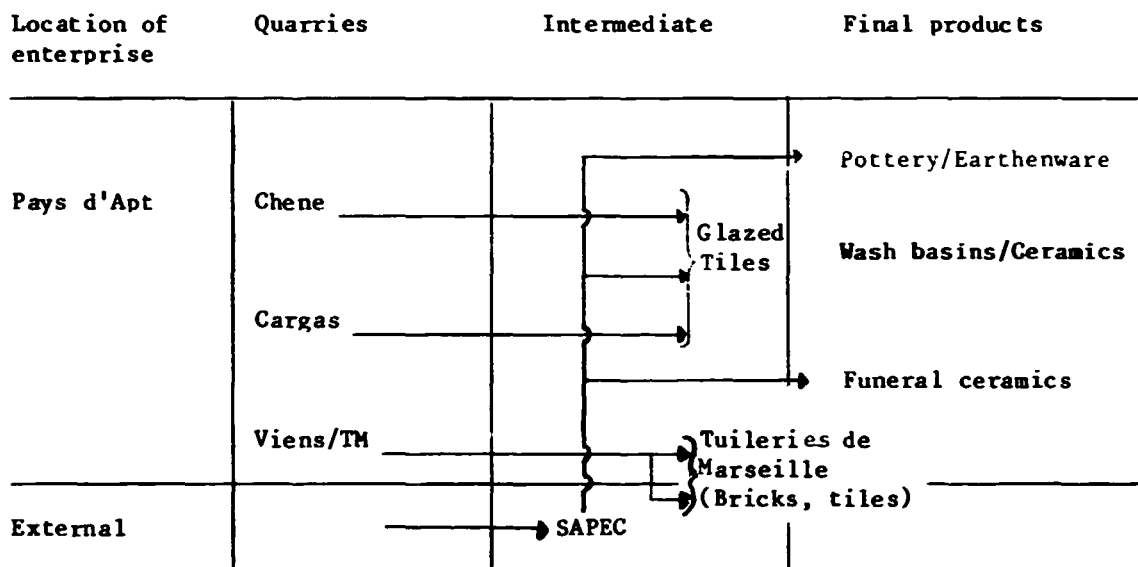 Location of enterprise
Quarries
Intermediate
Final products
Pottery/Earthenware
Pays d'Apt
Chene
Glazed
Tiles
Wash basins/Ceramics
Cargas
Funeral ceramics
Viens/TM
Tuileries de
Marseille
(Bricks, tiles)
External
SAPEC